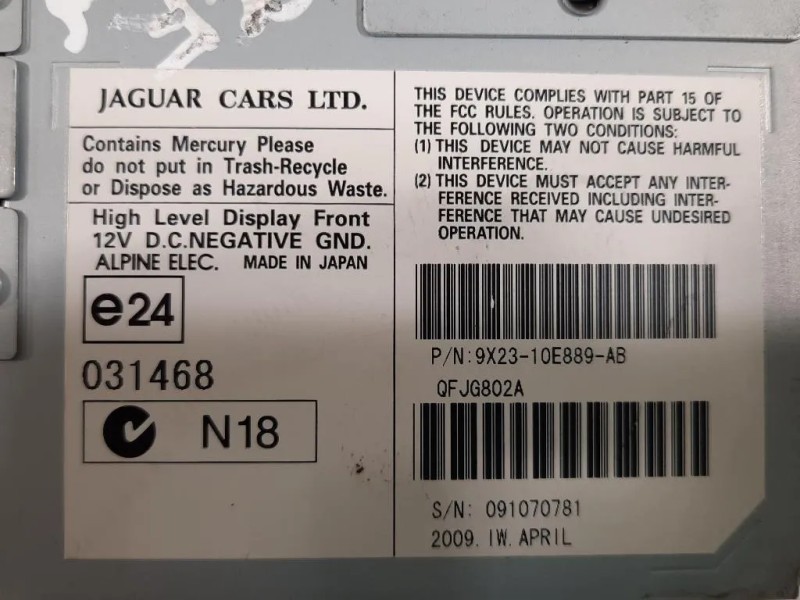 JAGUAR CARS LTD.
Contains Mercury Please
do not put in Trash-Recycle
or Dispose as Hazardous Waste.
High Level Display Front
12V D.C.NEGATIVE GND.
ALPINE ELEC. MADE IN JAPAN
e24
031468
N18
THIS DEVICE COMPLIES WITH PART 15 OF
THE FCC RULES. OPERATION IS SUBJECT TO
THE FOLLOWING TWO CONDITIONS:
(1) THIS DEVICE MAY NOT CAUSE HARMFUL
INTERFERENCE.
(2) THIS DEVICE MUST ACCEPT ANY INTER-
FERENCE RECEIVED INCLUDING INTER-
FERENCE THAT MAY CAUSE UNDESIRED
OPERATION.
P/N:9X23-10E889-AB
QFJG802A
S/N: 091070781
2009. IW. APRIL